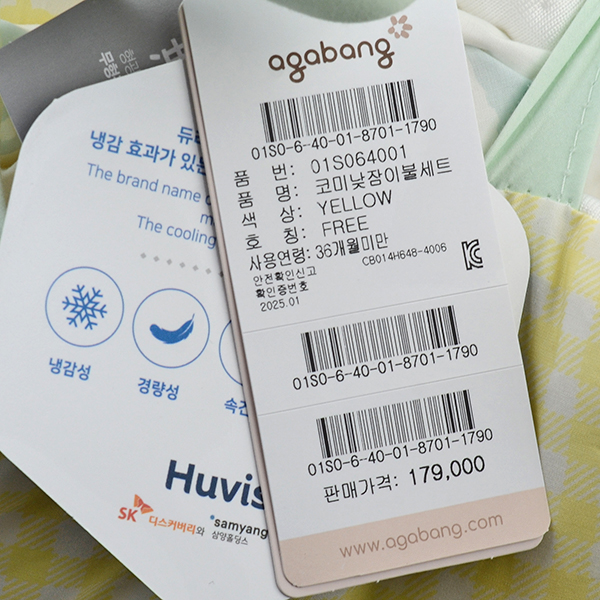 agabang
01S0-6-40-01-8701-1790
품 번: 01S064001
품 명: 코미낮잠이불세트
색 상: YELLOW
호 칭: FREE
사용연령: 36개월미만
안전확인신고
확인증번호
CB014H648-4006
2025.01
01S0-6-40-01-8701-1790
01S0-6-40-01-8701-1790
판매가격: 179,000
www.agabang.com
냉감 효과가 있는
The brand name
The cooling
냉감성
경량성
Huvis
SK 디스커버리와
samyang
삼양홀딩스